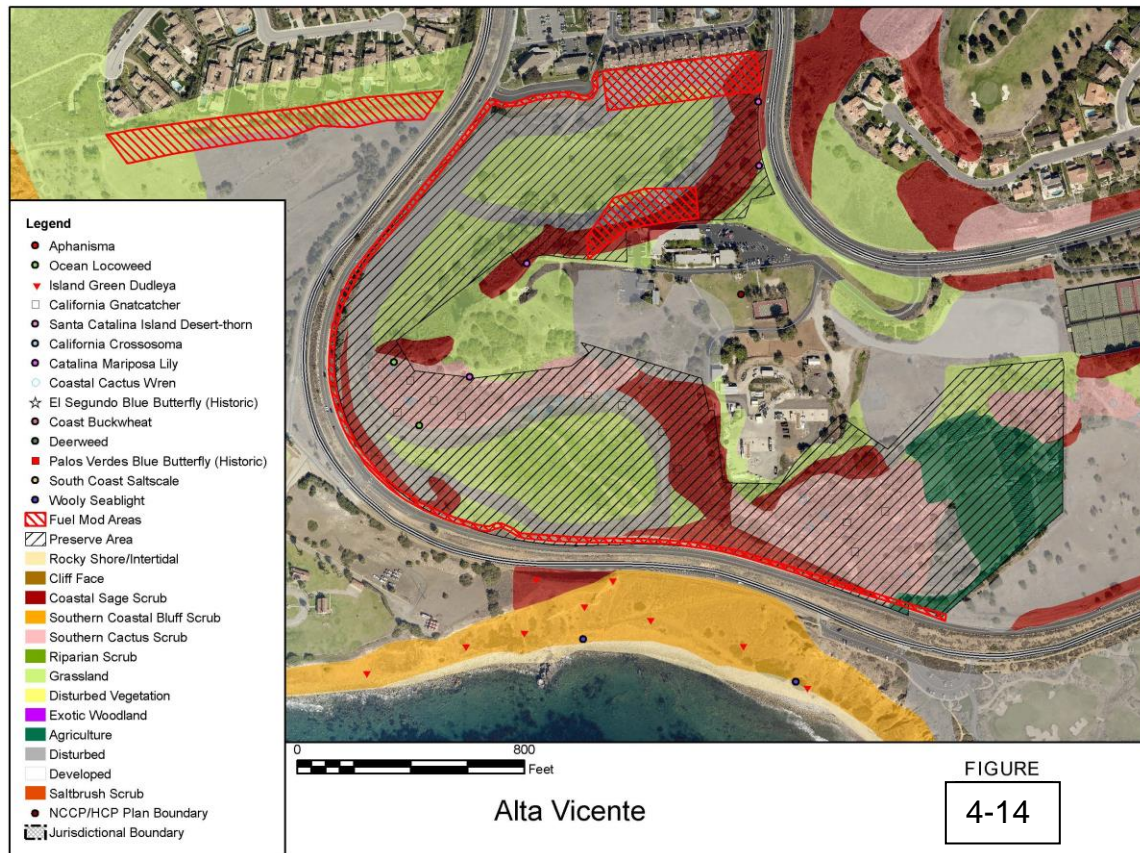 Legend
Aphanisma
Ocean Locoweed
Island Green Dudleya
California Gnatcatcher
Santa Catalina Island Desert-thorn
California Crossosoma
Catalina Mariposa Lily
Coastal Cactus Wren
El Segundo Blue Butterfly (Historic)
Coast Buckwheat
Deerweed
Palos Verdes Blue Butterfly (Historic)
South Coast Saltscale
Wooly Seablight
Fuel Mod Areas
Preserve Area
Rocky Shore/Intertidal
Cliff Face
Coastal Sage Scrub
Southern Coastal Bluff Scrub
Southern Cactus Scrub
Riparian Scrub
Grassland
Disturbed Vegetation
Exotic Woodland
Agriculture
Disturbed
Developed
Saltbrush Scrub
NCCP/HCP Plan Boundary
Jurisdictional Boundary
0 800
Feet
Alta Vicente
FIGURE
4-14